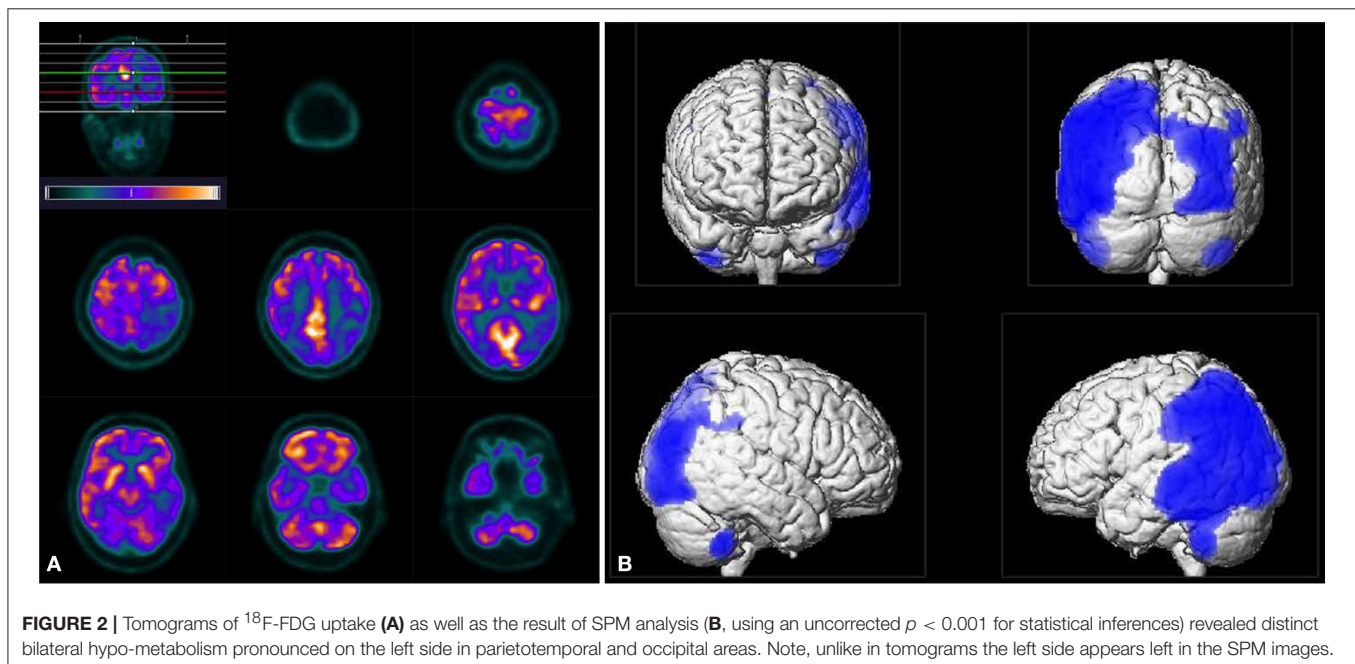 A
B
FIGURE 2 | Tomograms of ¹⁸F-FDG uptake (A) as well as the result of SPM analysis (B, using an uncorrected p < 0.001 for statistical inferences) revealed distinct
bilateral hypo-metabolism pronounced on the left side in parietotemporal and occipital areas. Note, unlike in tomograms the left side appears left in the SPM images.